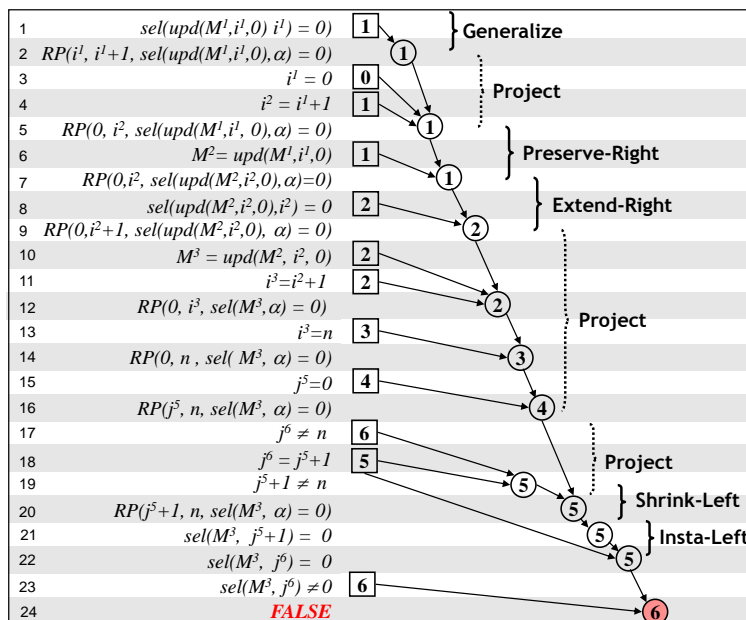 1 sel(upd(M¹,i¹,0) i¹) = 0) 1 Generalize
2 RP(i¹, i¹+1, sel(upd(M¹,i¹,0),α) = 0) 1
3 i¹ = 0 0 Project
4 i² = i¹+1 1
5 RP(0, i², sel(upd(M¹,i¹, 0),α) = 0) 1
6 M²= upd(M¹,i¹,0) 1 Preserve-Right
7 RP(0,i², sel(upd(M²,i²,0),α)=0) 1
8 sel(upd(M²,i²,0),i²) = 0 2 Extend-Right
9 RP(0,i²+1, sel(upd(M²,i²,0), α) = 0) 2
10 M³ = upd(M², i², 0) 2
11 i³=i²+1 2
12 RP(0, i³, sel(M³,α) = 0) 2 Project
13 i³=n 3
14 RP(0, n , sel( M³, α) = 0) 3
15 j⁵=0 4
16 RP(j⁵, n, sel(M³, α) = 0) 4
17 j⁶ ≠ n 6
18 j⁶ = j⁵+1 5 Project
19 j⁵+1 ≠ n 5
20 RP(j⁵+1, n, sel(M³, α) = 0) 5 Shrink-Left
21 sel(M³, j⁵+1) = 0 5 Insta-Left
22 sel(M³, j⁶) = 0 5
23 sel(M³, j⁶) ≠0 6
24 FALSE 6